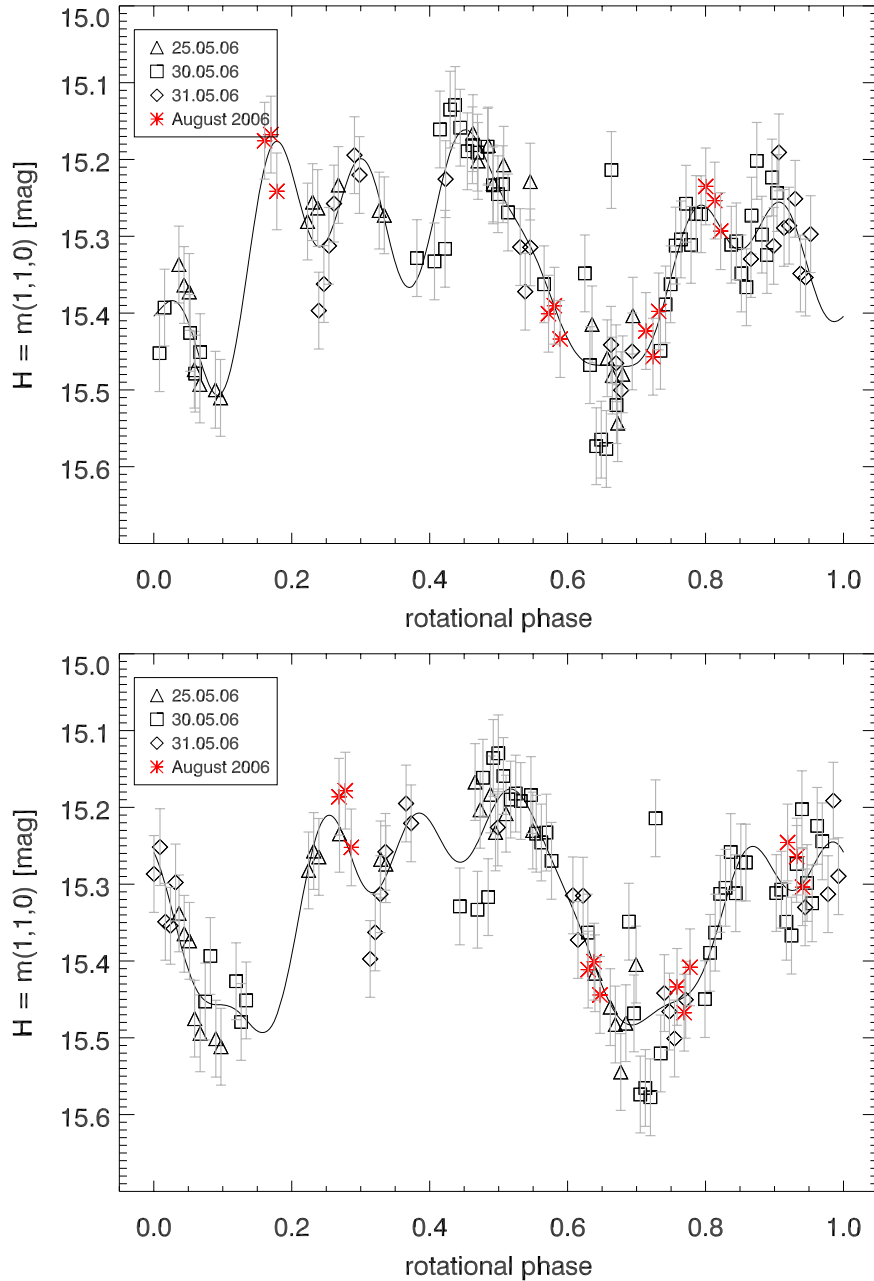 15.0
15.1
15.2
15.3
15.4
15.5
15.6
H = m(1,1,0) [mag]
25.05.06
30.05.06
31.05.06
August 2006
0.0 0.2 0.4 0.6 0.8 1.0
rotational phase
15.0
15.1
15.2
15.3
15.4
15.5
15.6
H = m(1,1,0) [mag]
25.05.06
30.05.06
31.05.06
August 2006
0.0 0.2 0.4 0.6 0.8 1.0
rotational phase